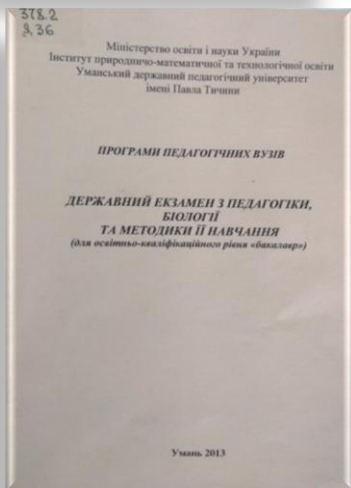 378.2
Д 36
Міністерство освіти і науки України
Інститут природничо-математичної та технологічної освіти
Уманський державний педагогічний університет
імені Павла Тичини
ПРОГРАМИ ПЕДАГОГІЧНИХ ВУЗІВ
ДЕРЖАВНИЙ ЕКЗАМЕН З ПЕДАГОГІКИ,
БІОЛОГІЇ
ТА МЕТОДИКИ ЇЇ НАВЧАННЯ
(для освітньо-кваліфікаційного рівня «бакалавр»)
Умань 2013